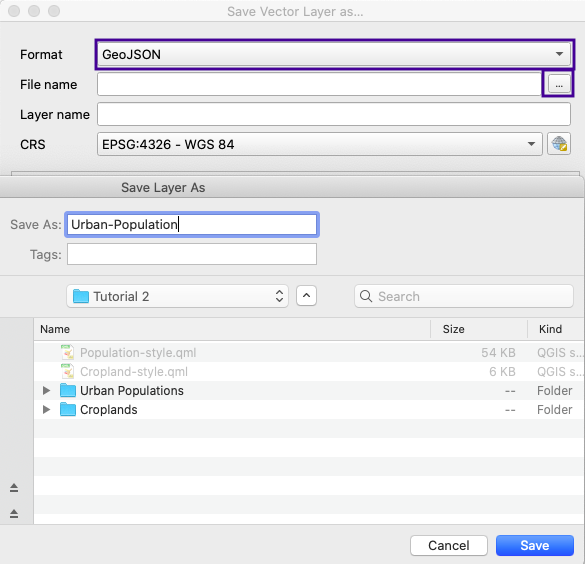 Save Vector Layer as...
Format GeoJSON
File name ...
Layer name
CRS EPSG:4326 - WGS 84
Save Layer As
Save As: Urban-Population
Tags:
Tutorial 2 Search
Name Size Kind
Population-style.qml 54 KB QGIS s...
Cropland-style.qml 6 KB QGIS s...
Urban Populations -- Folder
Croplands -- Folder
Cancel Save